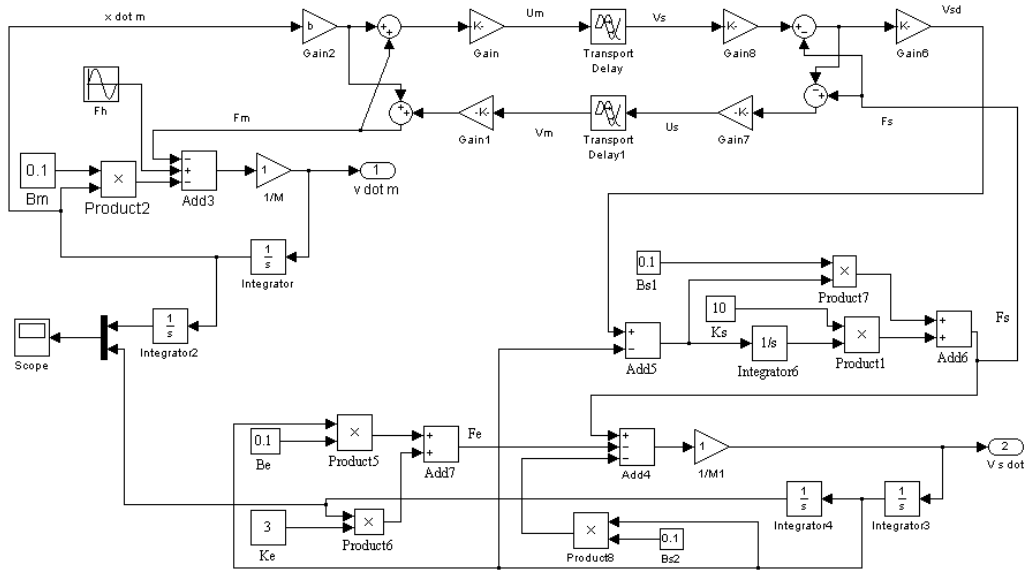 x dot m
Um
Vs
Vsd
b
Gain2
K-
Gain
Transport
Delay
K-
Gain8
K-
Gain6
Fh
Fm
-K-
Gain1
Vm
Transport
Delay1
Us
-K-
Gain7
Fs
0.1
Bm
Product2
Add3
1
1/M
1
v dot m
1
s
Integrator
0.1
Bs1
Product7
10
Ks
1/s
Integrator6
Product1
Add6
Fs
Add5
Scope
1
s
Integrator2
0.1
Be
Product5
Fe
Add7
Add4
1
1/M1
2
V s dot
3
Ke
Product6
Product8
0.1
Bs2
1
s
Integrator4
1
s
Integrator3